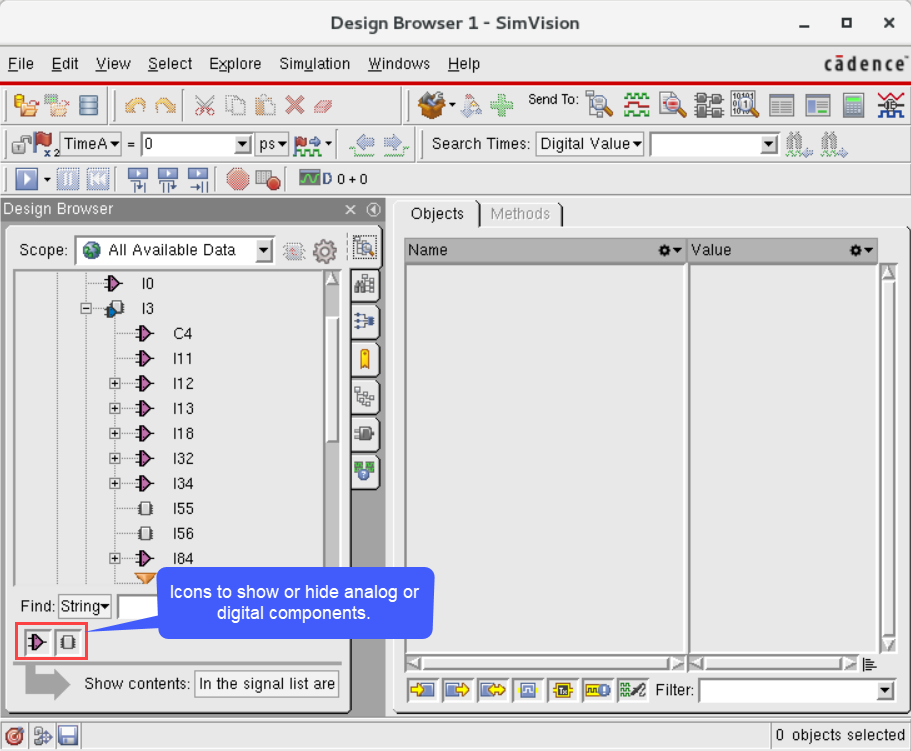 Design Browser 1 - SimVision
File Edit View Select Explore Simulation Windows Help
cādence
Send To:
x2 TimeA = 0 ps Search Times: Digital Value
D 0 + 0
Design Browser
Objects Methods
Scope: All Available Data
Name Value
I0
I3
C4
I11
I12
I13
I18
I32
I34
I55
I56
I84
Icons to show or hide analog or
digital components.
Find: String
Show contents: In the signal list are
Filter:
0 objects selected